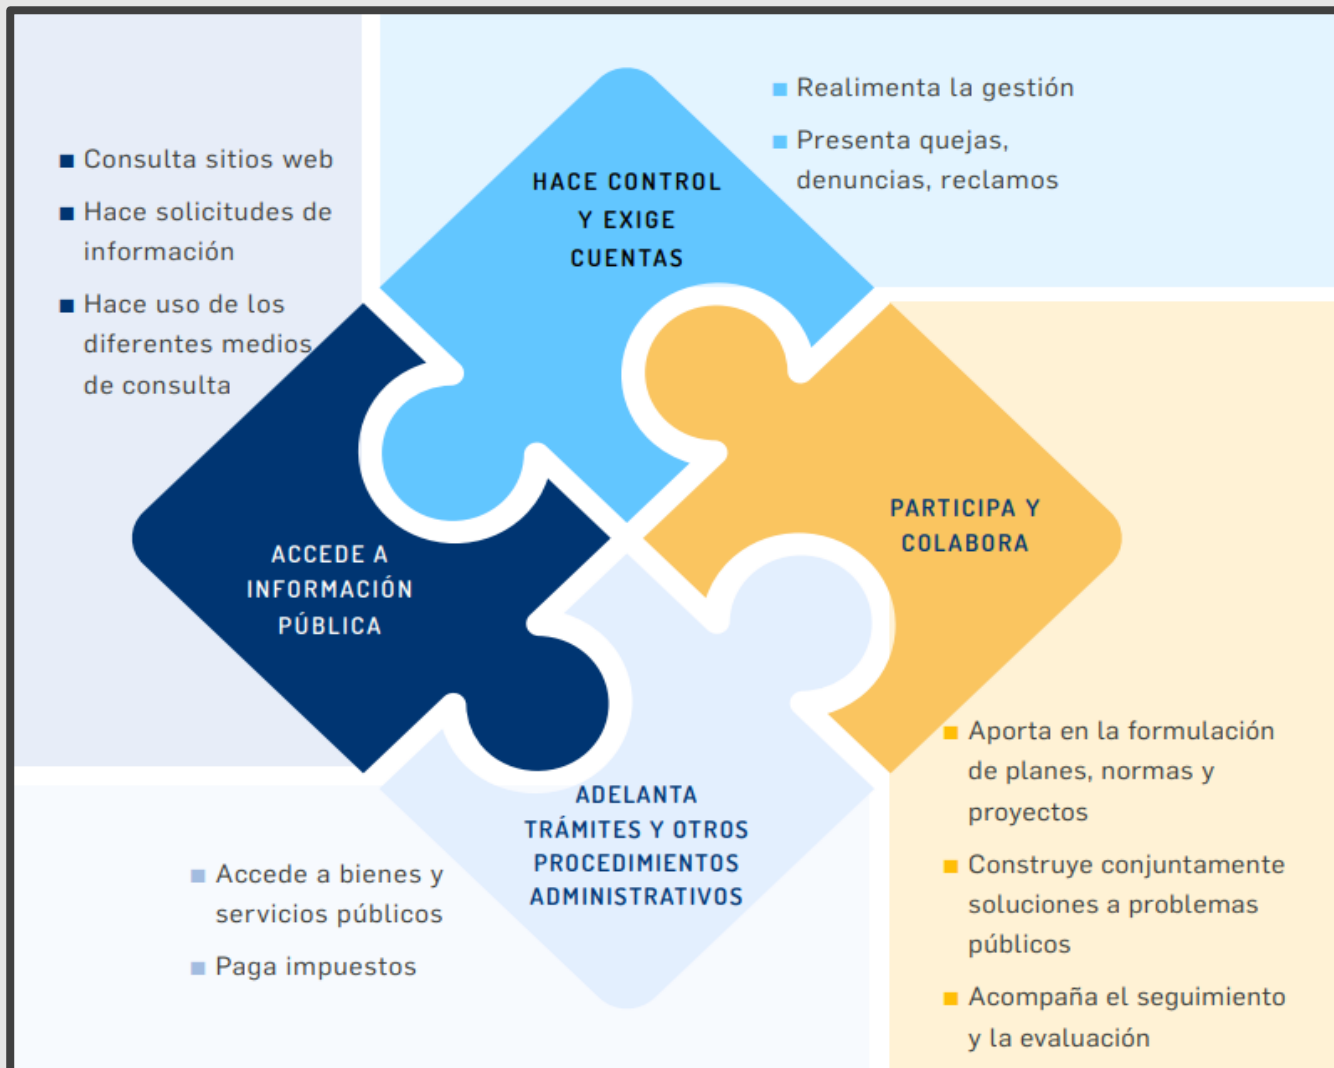 Consulta sitios web
Hace solicitudes de
información
Hace uso de los
diferentes medios
de consulta
HACE CONTROL
Y EXIGE
CUENTAS
Realimenta la gestión
Presenta quejas,
denuncias, reclamos
ACCEDE A
INFORMACIÓN
PÚBLICA
PARTICIPA Y
COLABORA
ADELANTA
TRÁMITES Y OTROS
PROCEDIMIENTOS
ADMINISTRATIVOS
Accede a bienes y
servicios públicos
Paga impuestos
Aporta en la formulación
de planes, normas y
proyectos
Construye conjuntamente
soluciones a problemas
públicos
Acompaña el seguimiento
y la evaluación